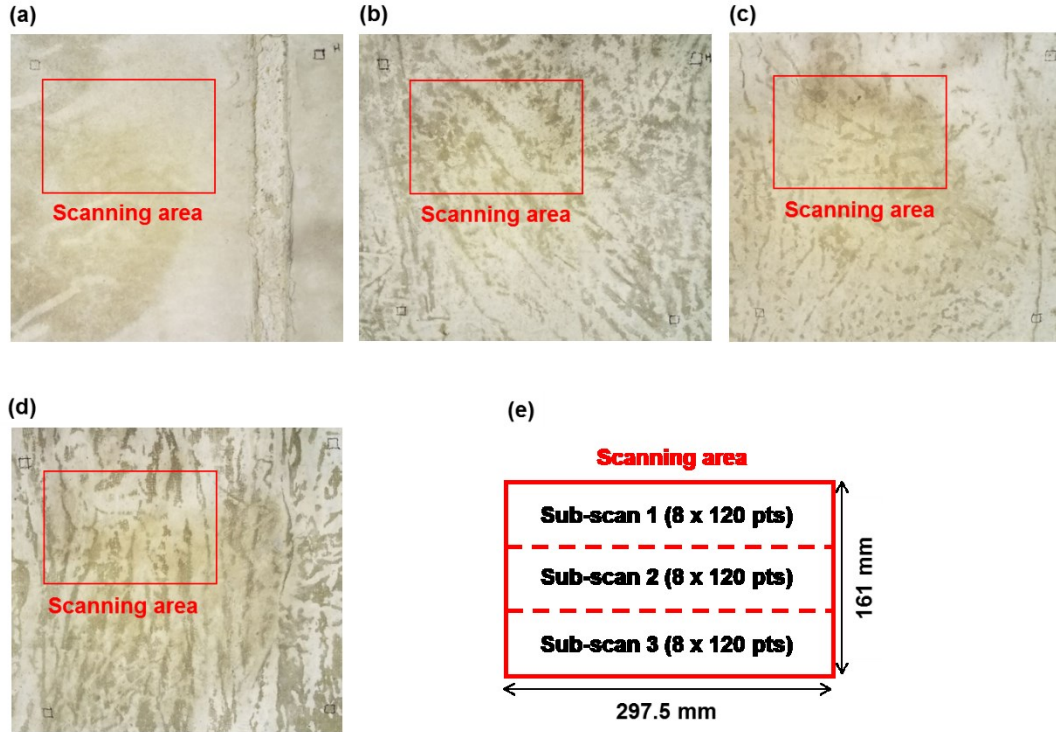 (a)
Scanning area
(b)
Scanning area
(c)
Scanning area
(d)
Scanning area
(e)
Scanning area
Sub-scan 1 (8 x 120 pts)
Sub-scan 2 (8 x 120 pts)
Sub-scan 3 (8 x 120 pts)
161 mm
297.5 mm